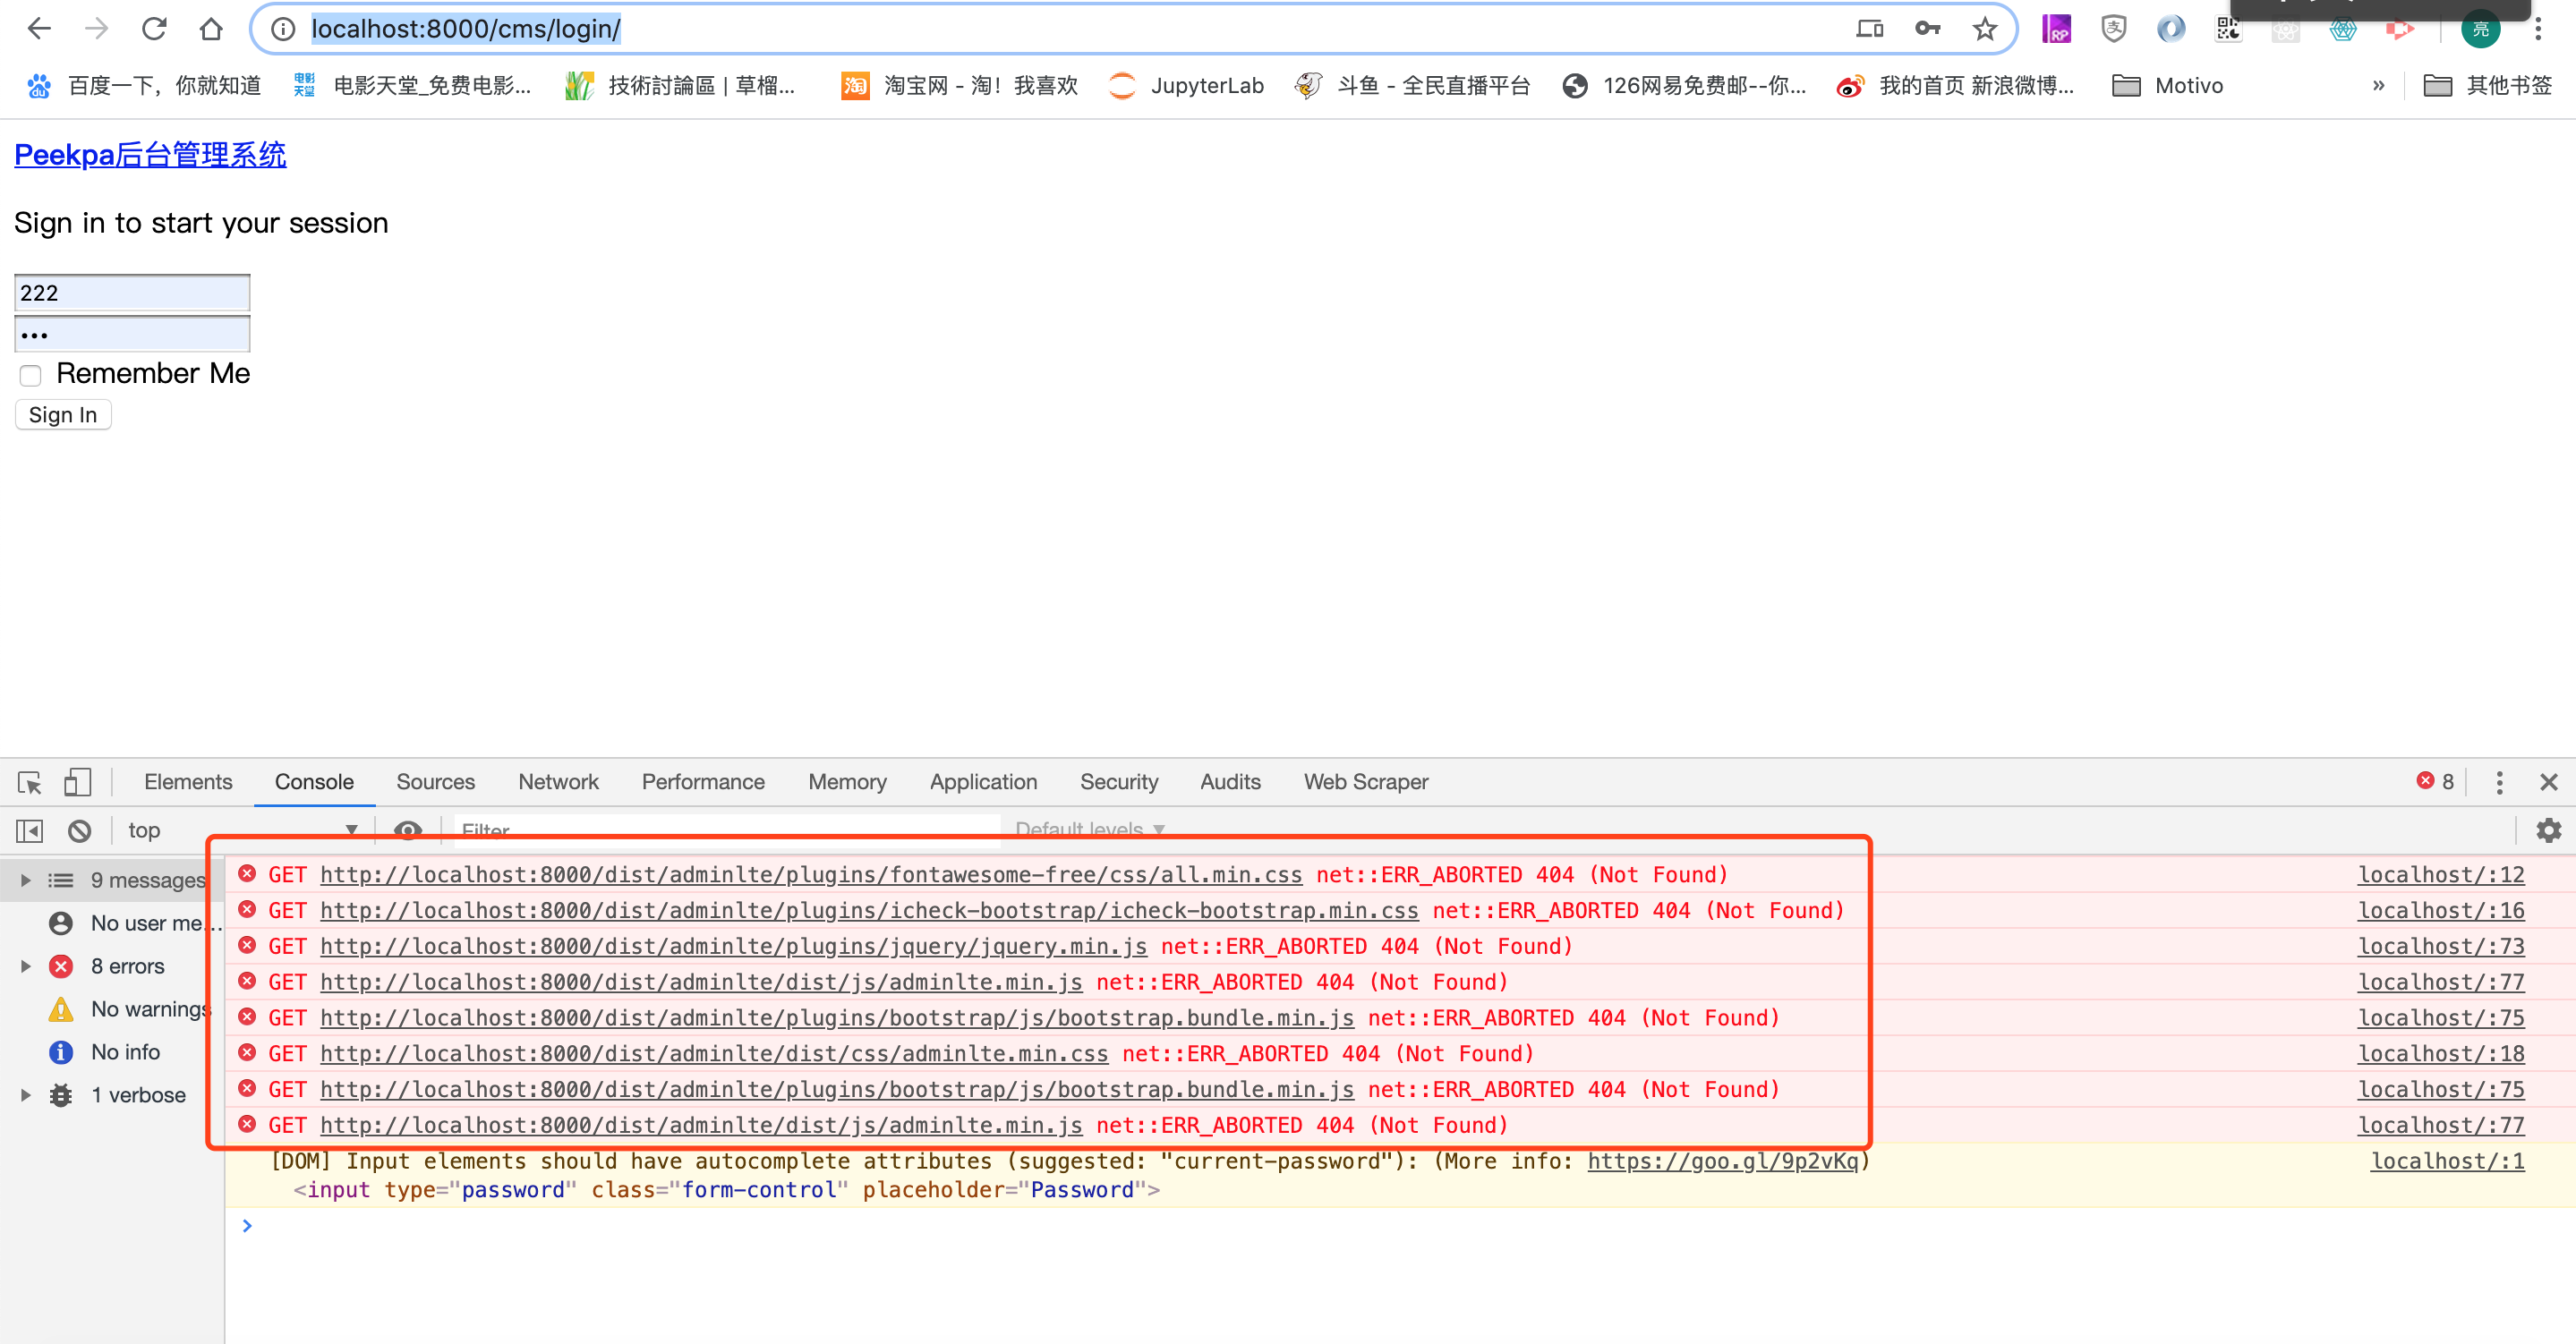 localhost:8000/cms/login/
亮
百度一下，你就知道
电影天堂
电影天堂_免费电影...
技術討論區 | 草榴...
淘
淘宝网 - 淘！我喜欢
JupyterLab
斗鱼 - 全民直播平台
126网易免费邮--你...
我的首页 新浪微博...
Motivo
»
其他书签
Peekpa后台管理系统
Sign in to start your session
222
•••
Remember Me
Sign In
Elements Console Sources Network Performance Memory Application Security Audits Web Scraper 8
top Filter Default levels ▼
9 messages
No user me...
8 errors
No warnings
No info
1 verbose
GET http://localhost:8000/dist/adminlte/plugins/fontawesome-free/css/all.min.css net::ERR_ABORTED 404 (Not Found) localhost/:12
GET http://localhost:8000/dist/adminlte/plugins/icheck-bootstrap/icheck-bootstrap.min.css net::ERR_ABORTED 404 (Not Found) localhost/:16
GET http://localhost:8000/dist/adminlte/plugins/jquery/jquery.min.js net::ERR_ABORTED 404 (Not Found) localhost/:73
GET http://localhost:8000/dist/adminlte/dist/js/adminlte.min.js net::ERR_ABORTED 404 (Not Found) localhost/:77
GET http://localhost:8000/dist/adminlte/plugins/bootstrap/js/bootstrap.bundle.min.js net::ERR_ABORTED 404 (Not Found) localhost/:75
GET http://localhost:8000/dist/adminlte/dist/css/adminlte.min.css net::ERR_ABORTED 404 (Not Found) localhost/:18
GET http://localhost:8000/dist/adminlte/plugins/bootstrap/js/bootstrap.bundle.min.js net::ERR_ABORTED 404 (Not Found) localhost/:75
GET http://localhost:8000/dist/adminlte/dist/js/adminlte.min.js net::ERR_ABORTED 404 (Not Found) localhost/:77
[DOM] Input elements should have autocomplete attributes (suggested: "current-password"): (More info: https://goo.gl/9p2vKq) localhost/:1
<input type="password" class="form-control" placeholder="Password">